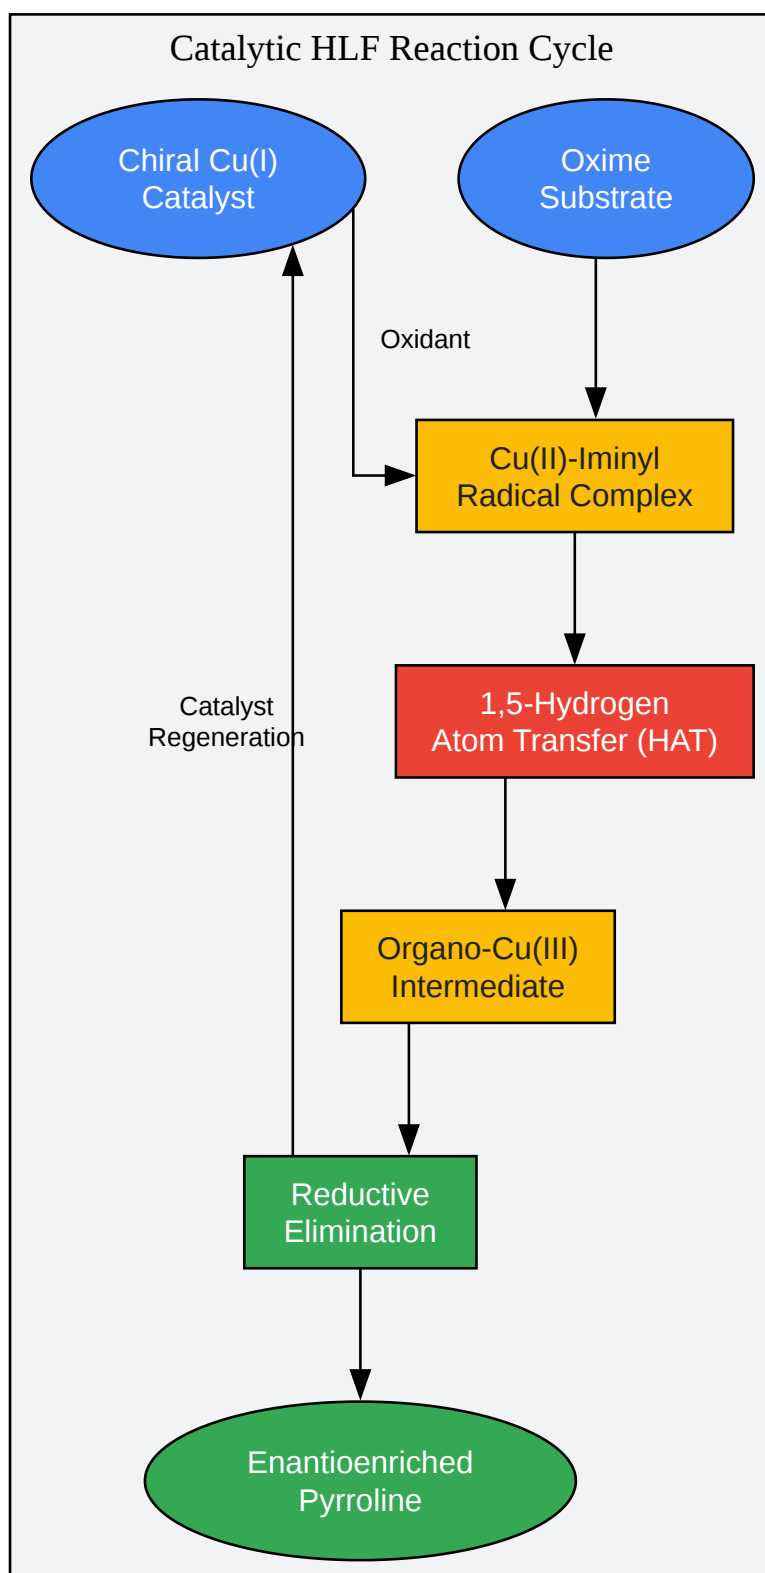 Catalytic HLF Reaction Cycle
Chiral Cu(I)
Catalyst
Oxime
Substrate
Oxidant
Cu(II)-Iminyl
Radical Complex
Catalyst
Regeneration
1,5-Hydrogen
Atom Transfer (HAT)
Organo-Cu(III)
Intermediate
Reductive
Elimination
Enantioenriched
Pyrroline